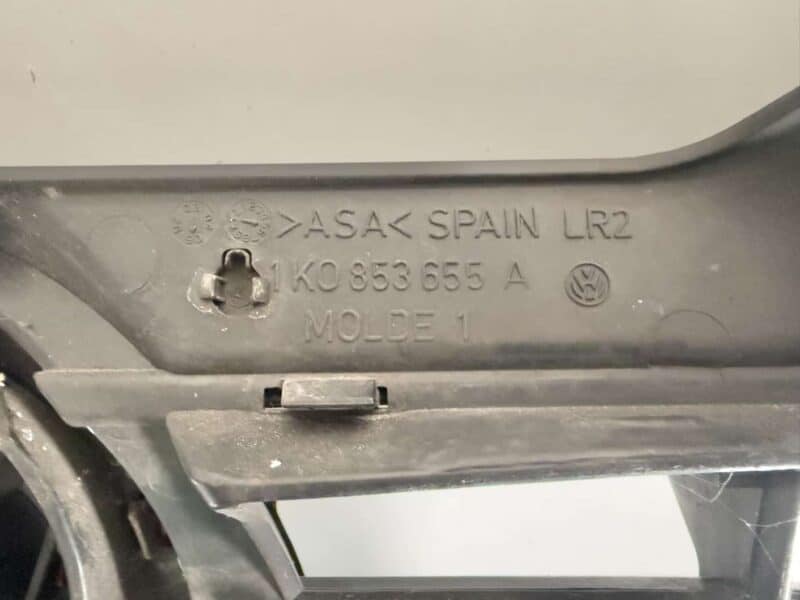 >ASA< SPAIN LR2
1K0 853 655 A
MOLDE 1